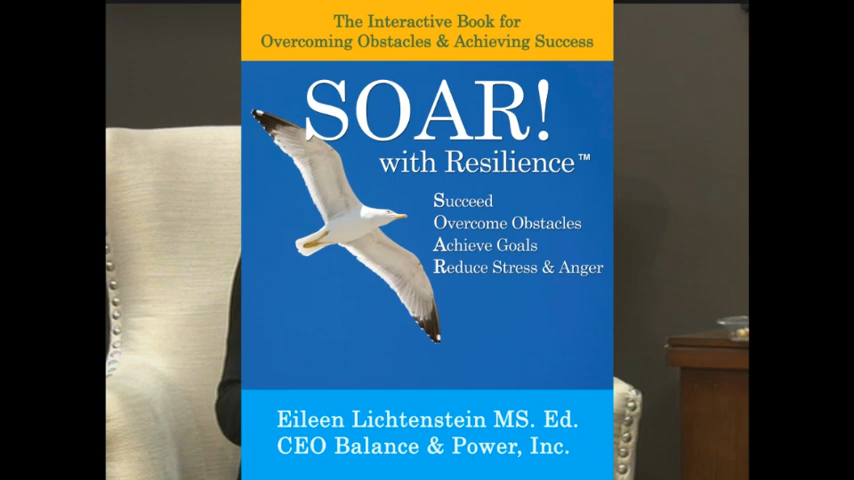 The Interactive Book for
Overcoming Obstacles & Achieving Success
SOAR!
with Resilience™
Succeed
Overcome Obstacles
Achieve Goals
Reduce Stress & Anger
Eileen Lichtenstein MS. Ed.
CEO Balance & Power, Inc.